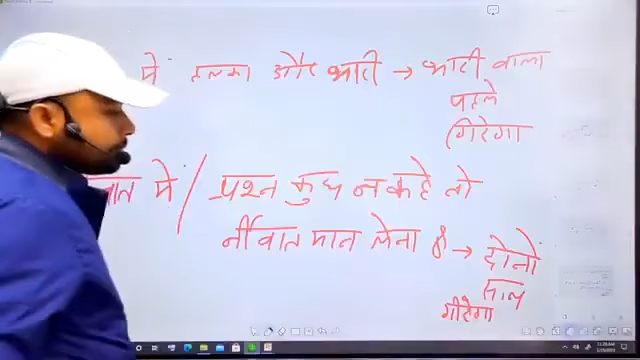 में हल्का और भारी → भारी वाला
पहले
गिरेगा
में / प्रश्न कुछ न कहे तो
र्नीवात मान लेना है → दोनों
साथ
गीरेगा